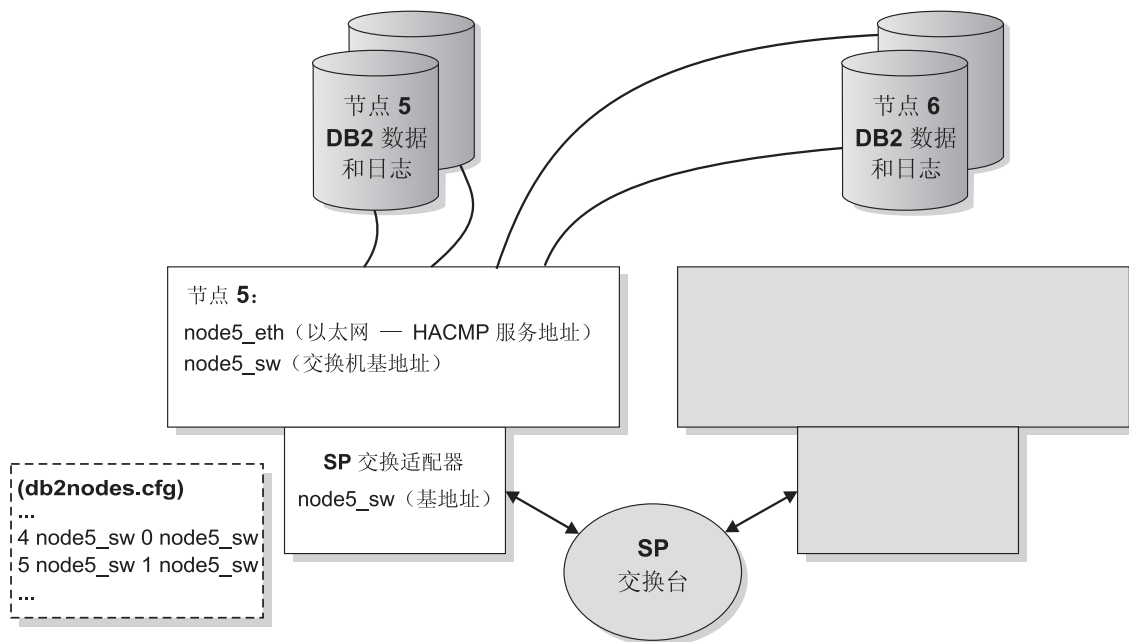 节点 5
DB2 数据
和日志
节点 6
DB2 数据
和日志
节点 5:
node5_eth（以太网 — HACMP 服务地址）
node5_sw（交换机基地址）
SP 交换适配器
node5_sw（基地址）
(db2nodes.cfg)
...
4 node5_sw 0 node5_sw
5 node5_sw 1 node5_sw
...
SP
交换台